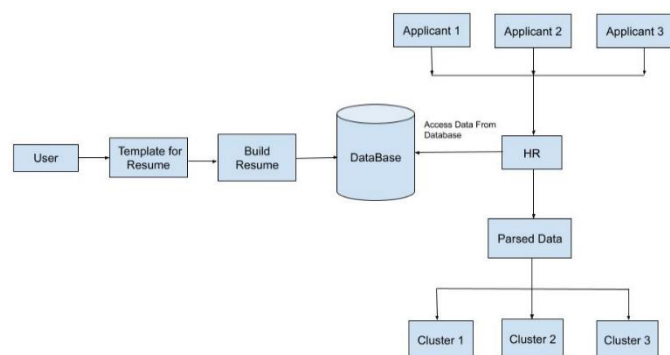 Applicant 1
Applicant 2
Applicant 3
Access Data From
Database
User
Template for
Resume
Build
Resume
DataBase
HR
Parsed Data
Cluster 1
Cluster 2
Cluster 3